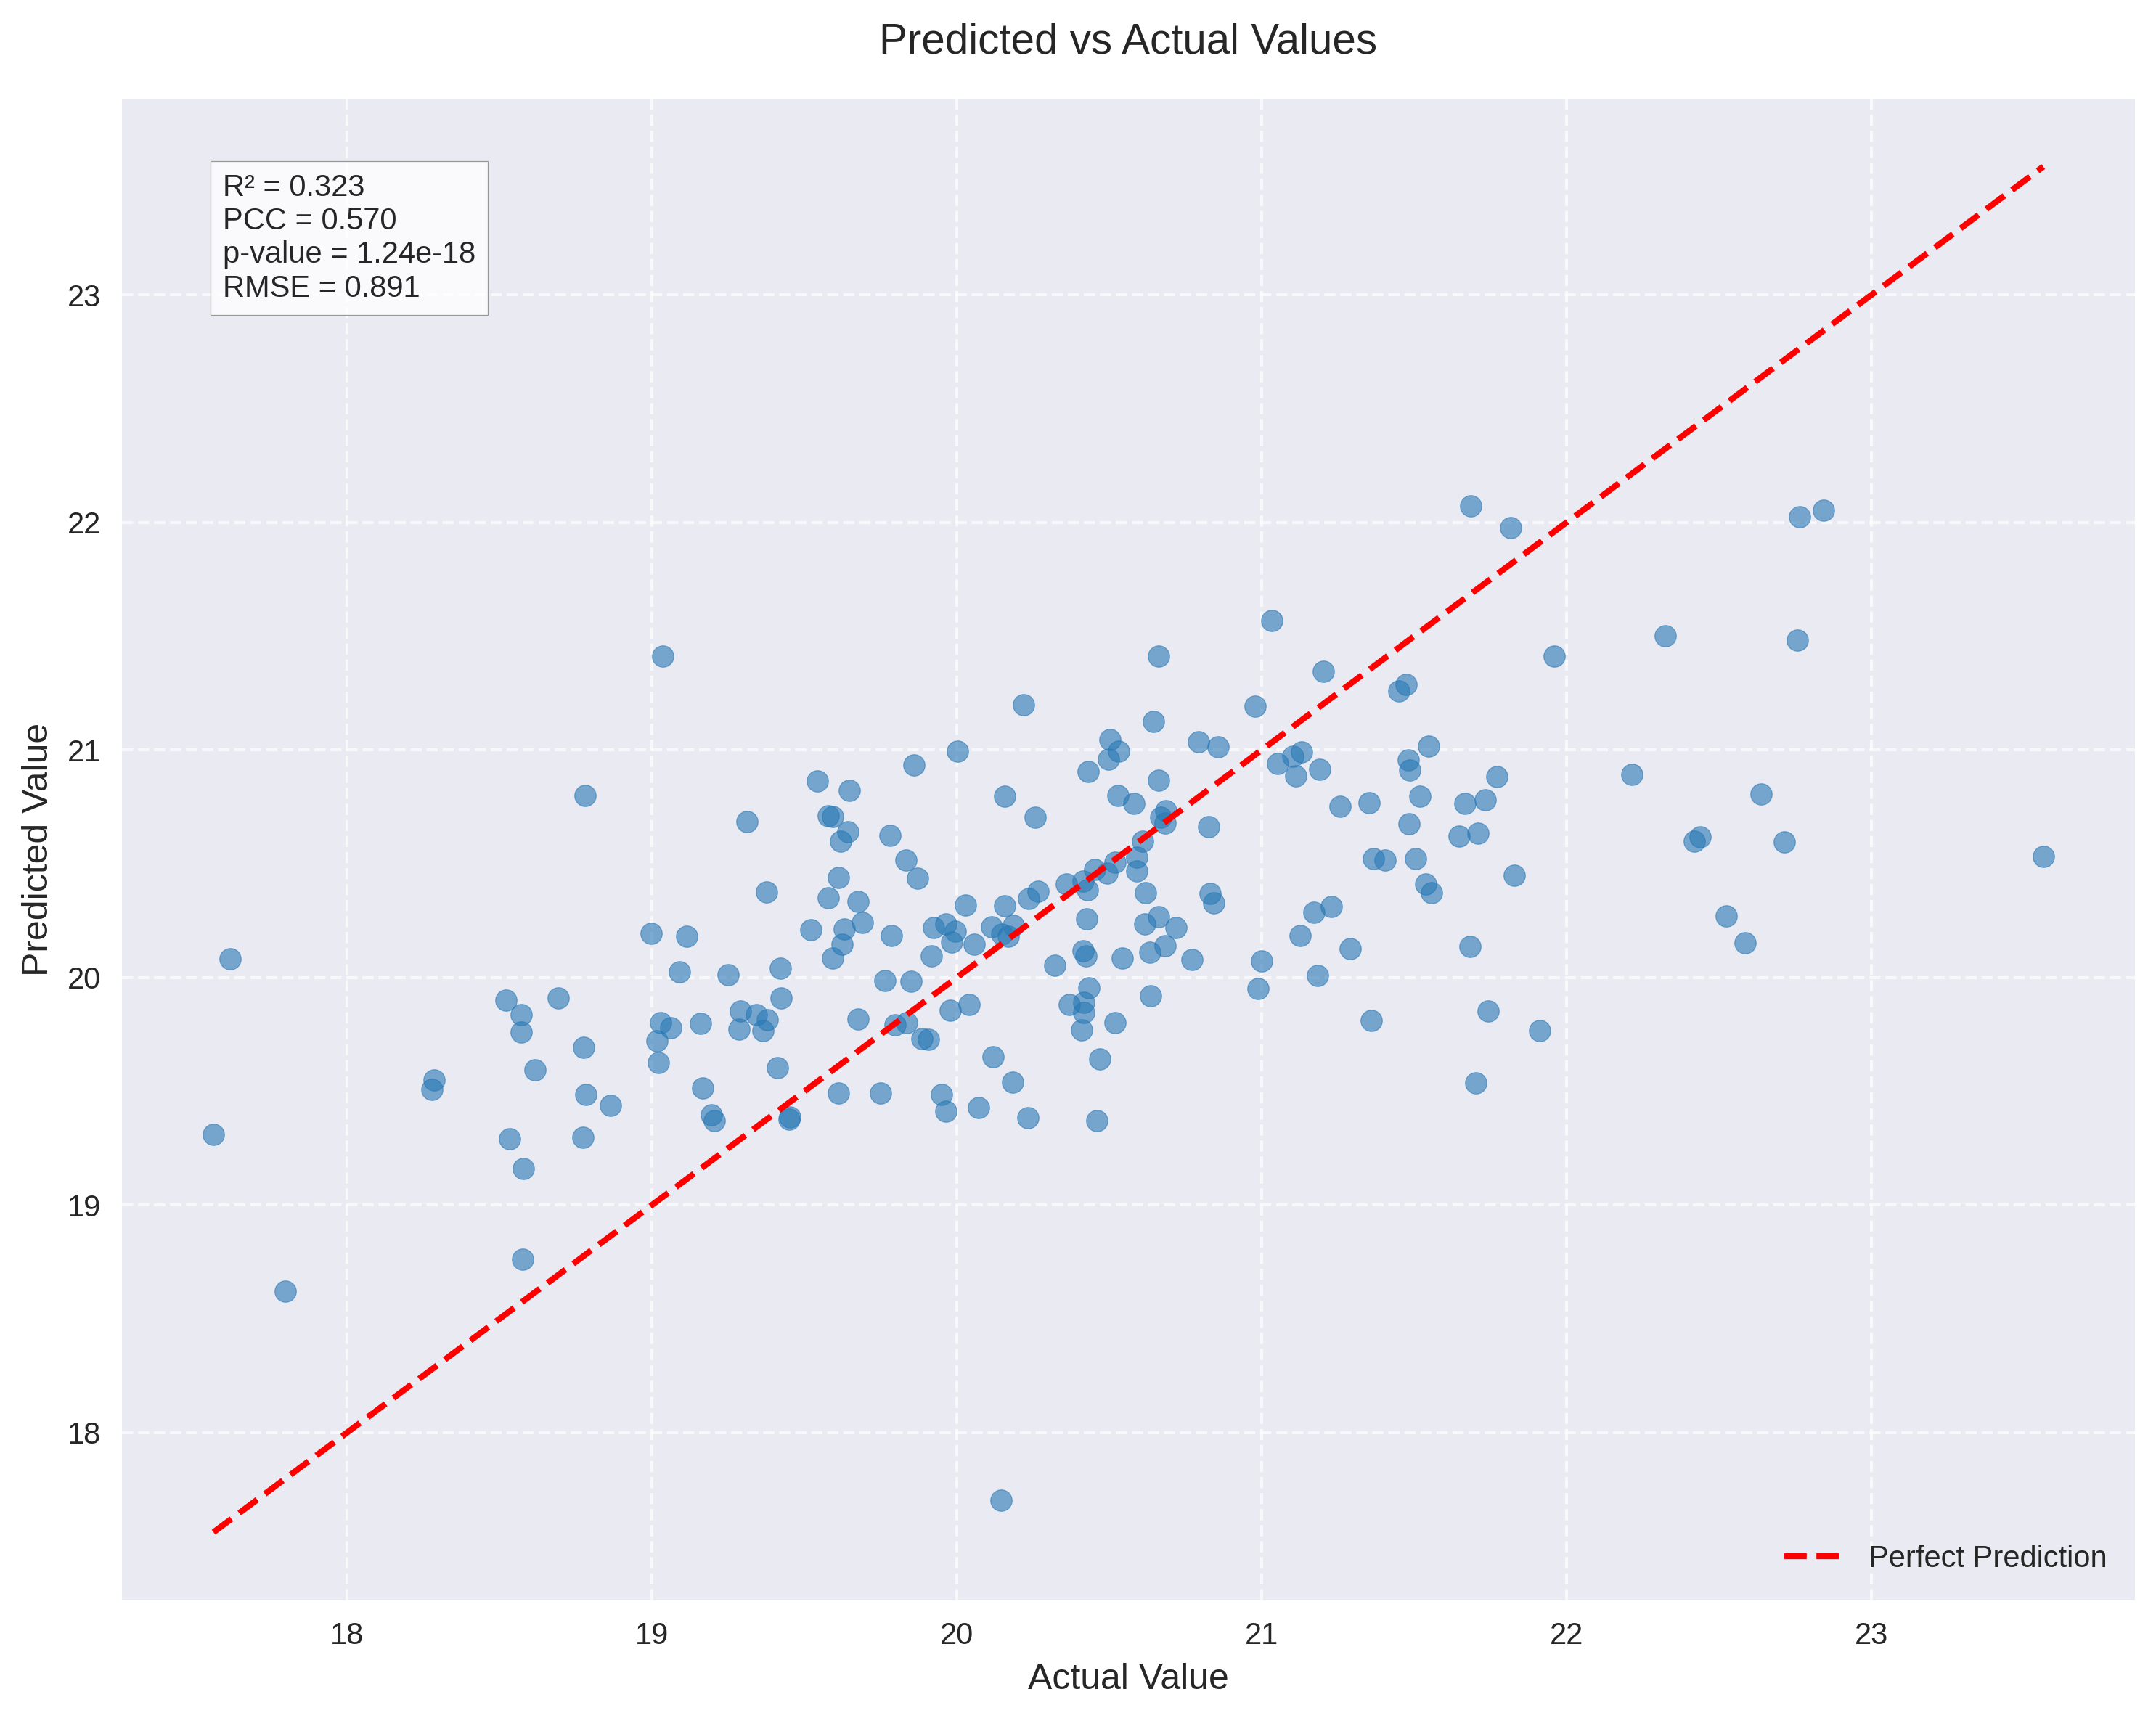 Predicted vs Actual Values
R² = 0.323
PCC = 0.570
p-value = 1.24e-18
RMSE = 0.891
23
22
21
20
19
18
Predicted Value
Perfect Prediction
18 19 20 21 22 23
Actual Value